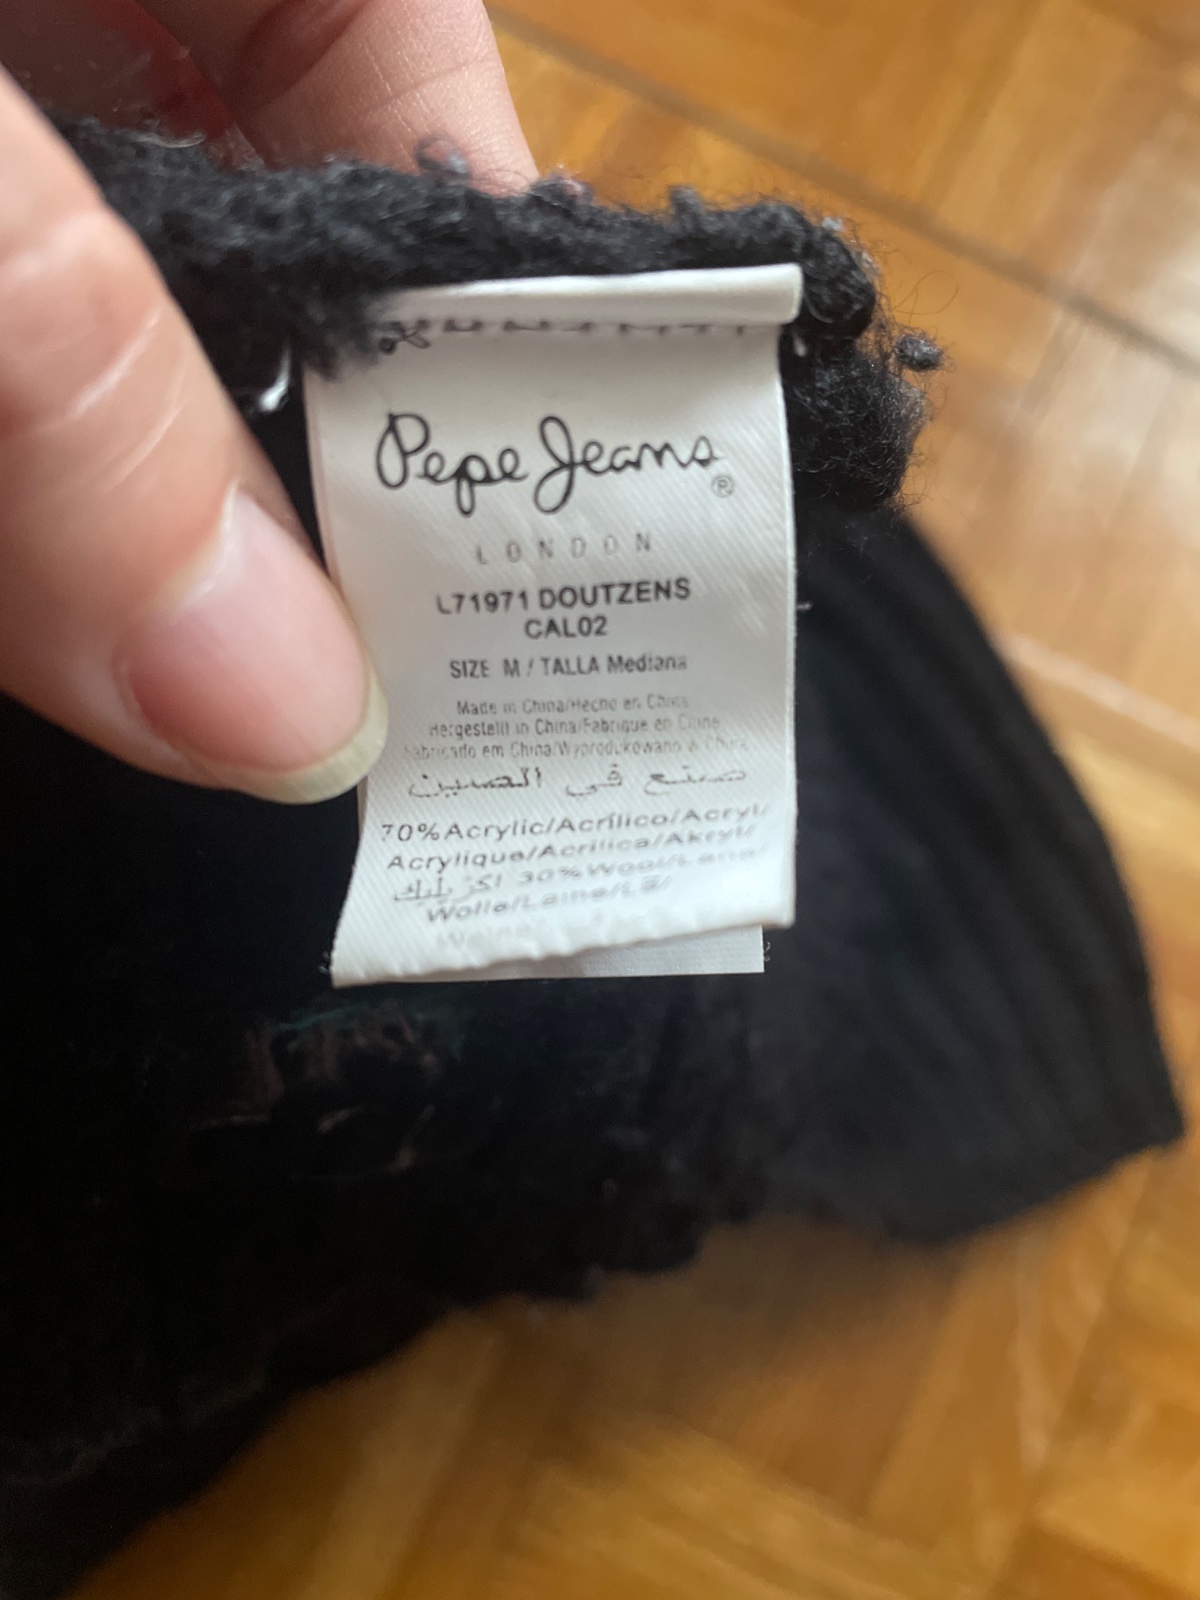 Pepe Jeans ®
LONDON
L71971 DOUTZENS
CAL02
SIZE M / TALLA Mediana
Made in China/Hecho en China
Hergestellt in China/Fabriqué en Chine
Fabricado em China/Wyprodukowano w China
صنع في الصين
70%Acrylic/Acrílico/Acryl/
Acrylique/Acrílica/Akryl/
اكريليك 30%Wool/Lana/
Wolle/Laine/Lã/